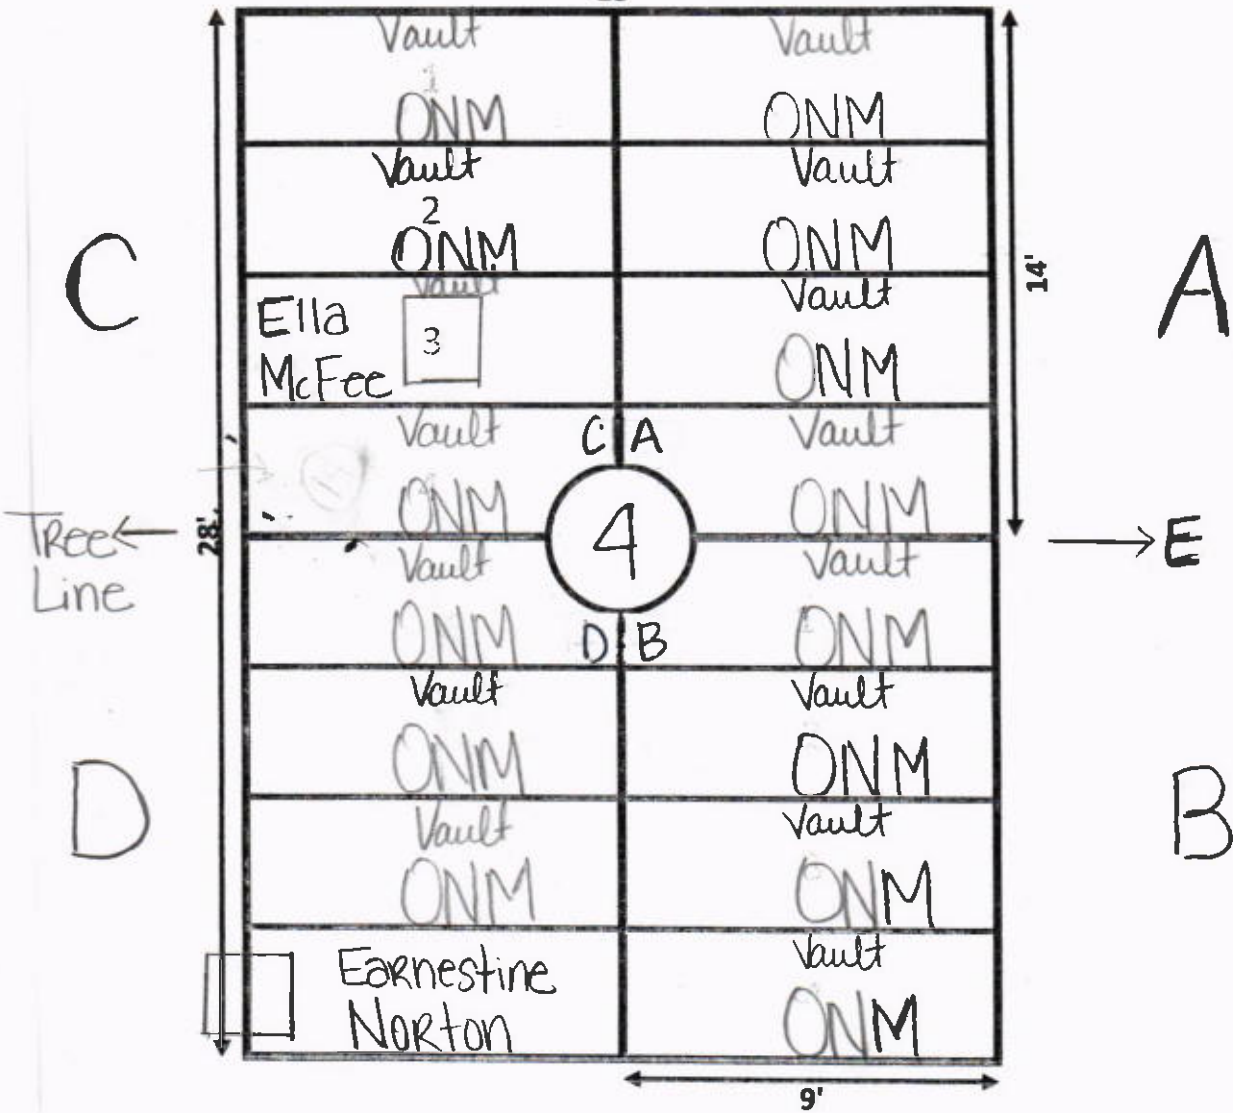 Vault Vault
1
ONM ONM
Vault Vault
2
ONM ONM
C A
14'
Vault Vault
Ella
3
McFee ONM
Vault C A Vault
ONM ONM
Tree 28' 4 E
Line
Vault Vault
ONM D B ONM
Vault Vault
ONM ONM
D B
Vault Vault
ONM ONM
Earnestine Vault
Norton ONM
9'